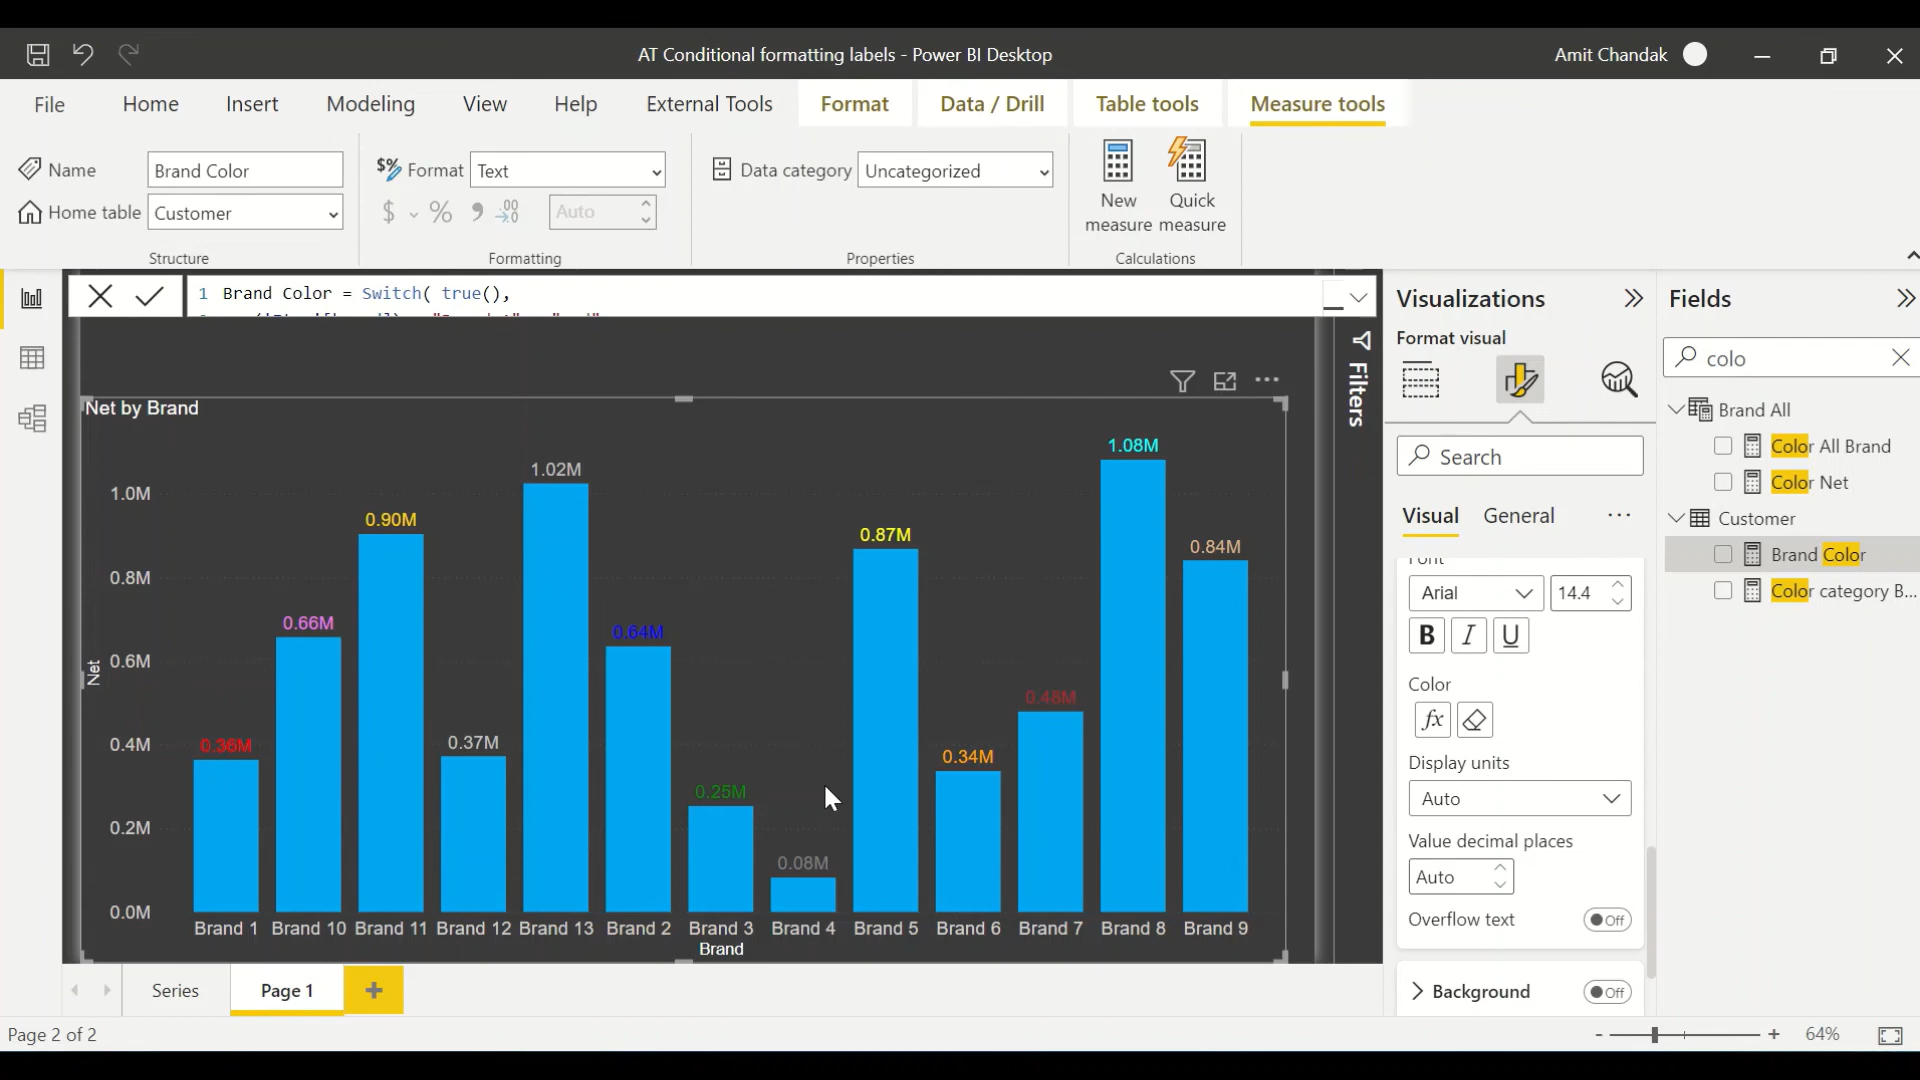 AT Conditional formatting labels - Power BI Desktop
Amit Chandak
File Home Insert Modeling View Help External Tools Format Data / Drill Table tools Measure tools
Name Brand Color
Home table Customer
Structure
$% Format Text
$ % 9 .00
Auto
Formatting
Data category Uncategorized
Properties
New measure
Quick measure
Calculations
1 Brand Color = Switch( true(),
Net by Brand
1.0M
0.8M
0.6M
0.4M
0.2M
0.0M
Net
0.36M
0.66M
0.90M
0.37M
1.02M
0.64M
0.25M
0.08M
0.87M
0.34M
0.48M
1.08M
0.84M
Brand 1 Brand 10 Brand 11 Brand 12 Brand 13 Brand 2 Brand 3 Brand 4 Brand 5 Brand 6 Brand 7 Brand 8 Brand 9
Brand
Filters
Visualizations
Format visual
Search
Visual General
Font
Arial 14.4
B I U
Color
fx
Display units
Auto
Value decimal places
Auto
Overflow text Off
Background Off
Fields
colo
Brand All
Color All Brand
Color Net
Customer
Brand Color
Color category B...
Series Page 1 +
Page 2 of 2
- + 64%